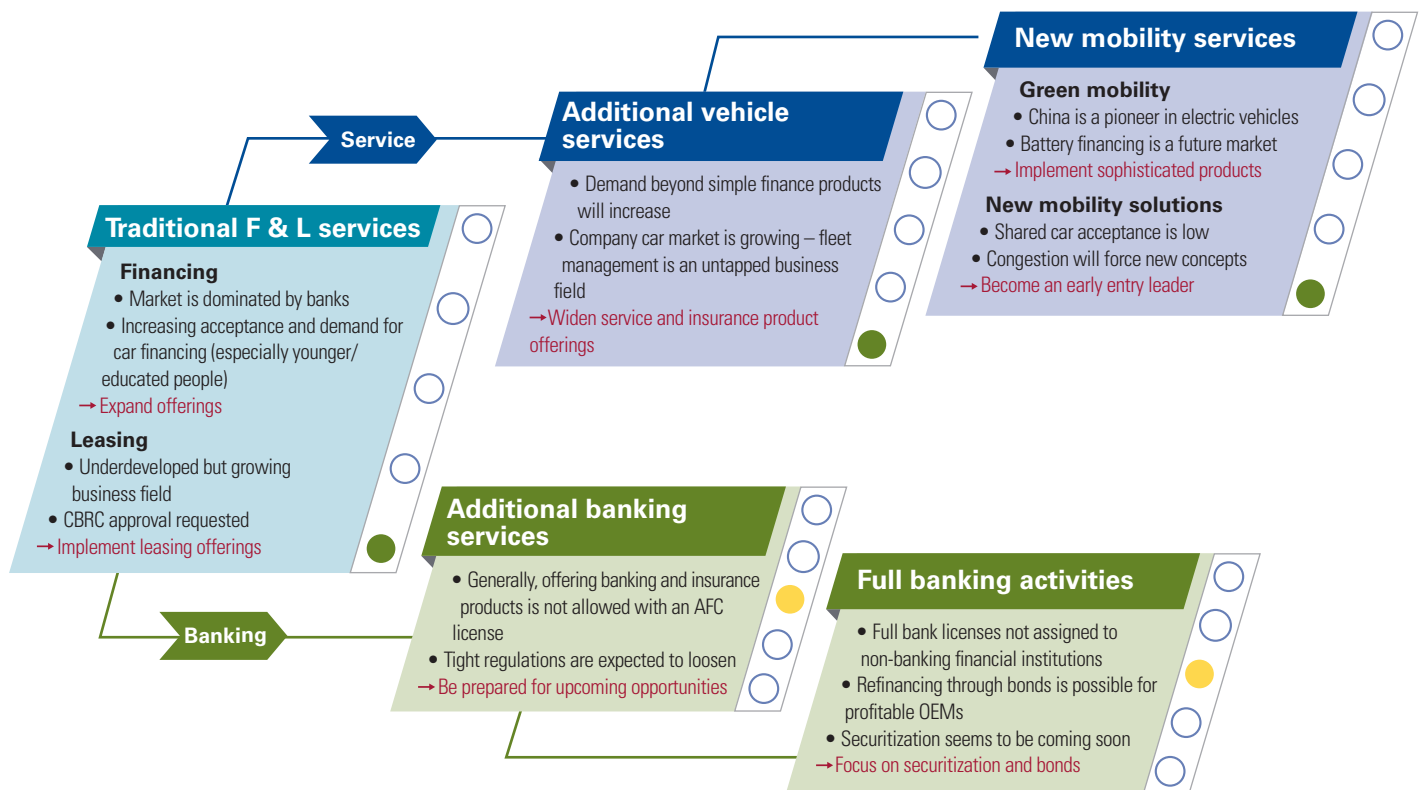 New mobility services
Green mobility
• China is a pioneer in electric vehicles
• Battery financing is a future market
→ Implement sophisticated products
New mobility solutions
• Shared car acceptance is low
• Congestion will force new concepts
→ Become an early entry leader
Additional vehicle
services
• Demand beyond simple finance products
will increase
• Company car market is growing – fleet
management is an untapped business
field
→ Widen service and insurance product
offerings
Service
Traditional F & L services
Financing
• Market is dominated by banks
• Increasing acceptance and demand for
car financing (especially younger/
educated people)
→ Expand offerings
Leasing
• Underdeveloped but growing
business field
• CBRC approval requested
→ Implement leasing offerings
Banking
Additional banking
services
• Generally, offering banking and insurance
products is not allowed with an AFC
license
• Tight regulations are expected to loosen
→ Be prepared for upcoming opportunities
Full banking activities
• Full bank licenses not assigned to
non-banking financial institutions
• Refinancing through bonds is possible for
profitable OEMs
• Securitization seems to be coming soon
→ Focus on securitization and bonds